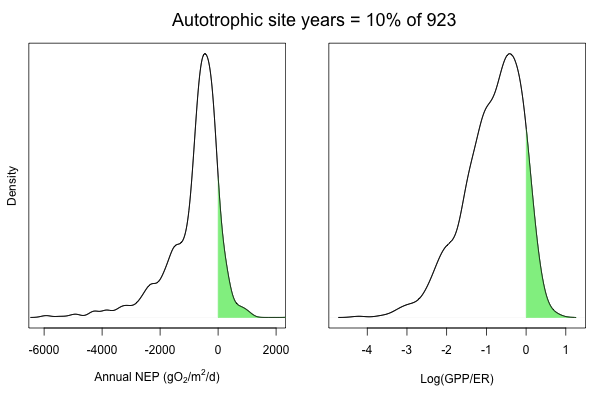 Autotrophic site years = 10% of 923
Density
-6000 -4000 -2000 0 2000
Annual NEP (gO₂/m²/d)
-4 -3 -2 -1 0 1
Log(GPP/ER)